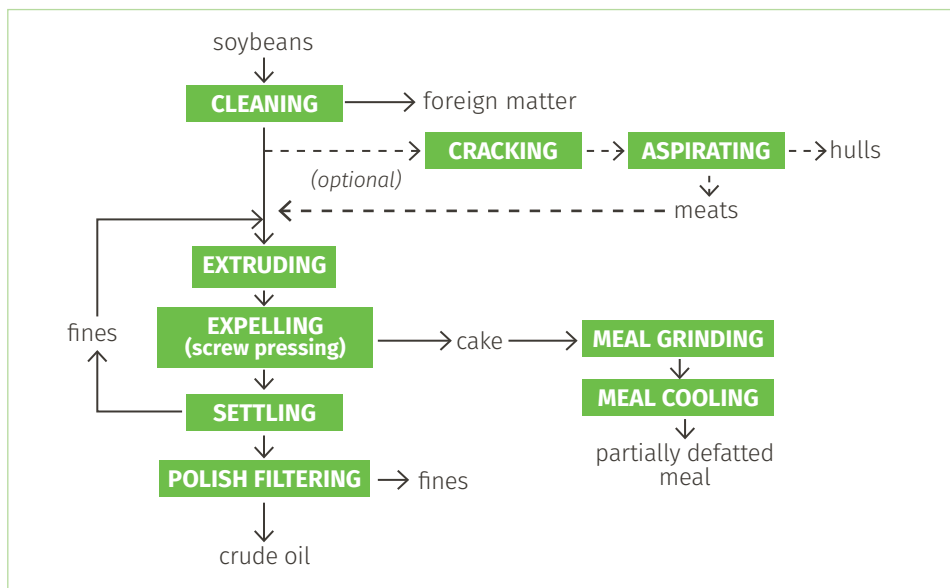 soybeans
CLEANING
foreign matter
CRACKING
ASPIRATING
hulls
(optional)
meats
EXTRUDING
fines
EXPELLING
(screw pressing)
cake
MEAL GRINDING
SETTLING
MEAL COOLING
partially defatted
meal
POLISH FILTERING
fines
crude oil